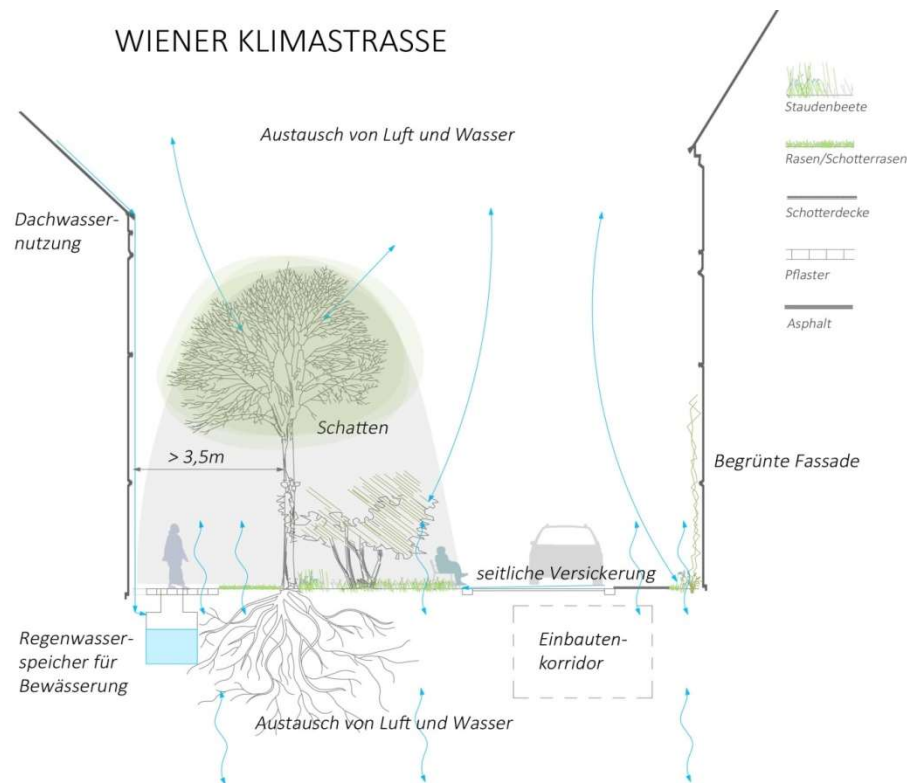 WIENER KLIMASTRASSE
Staudenbeete
Austausch von Luft und Wasser
Rasen/Schotterrasen
Schotterdecke
Dachwasser-
nutzung
Pflaster
Asphalt
Schatten
> 3,5m
Begrünte Fassade
seitliche Versickerung
Regenwasser-
speicher für
Bewässerung
Einbauten-
korridor
Austausch von Luft und Wasser